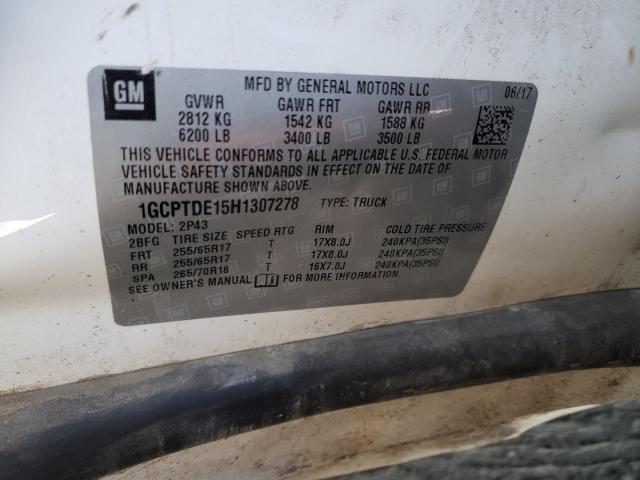 GM
MFD BY GENERAL MOTORS LLC 06/17
GVWR GAWR FRT GAWR RR
2812 KG 1542 KG 1588 KG
6200 LB 3400 LB 3500 LB
THIS VEHICLE CONFORMS TO ALL APPLICABLE U.S. FEDERAL MOTOR
VEHICLE SAFETY STANDARDS IN EFFECT ON THE DATE OF
MANUFACTURE SHOWN ABOVE.
1GCPTDE15H1307278 TYPE: TRUCK
MODEL: 2P43
2BFG TIRE SIZE SPEED RTG RIM COLD TIRE PRESSURE
FRT 255/65R17 T 17X8.0J 240KPA(35PSI)
RR 255/65R17 T 17X8.0J 240KPA(35PSI)
SPA 265/70R16 T 16X7.0J 240KPA(35PSI)
SEE OWNER'S MANUAL FOR MORE INFORMATION.